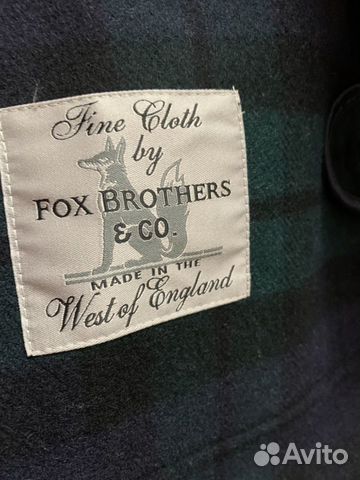 Fine Cloth
by
FOX BROTHERS
& CO.
MADE IN THE
West of England
Avito